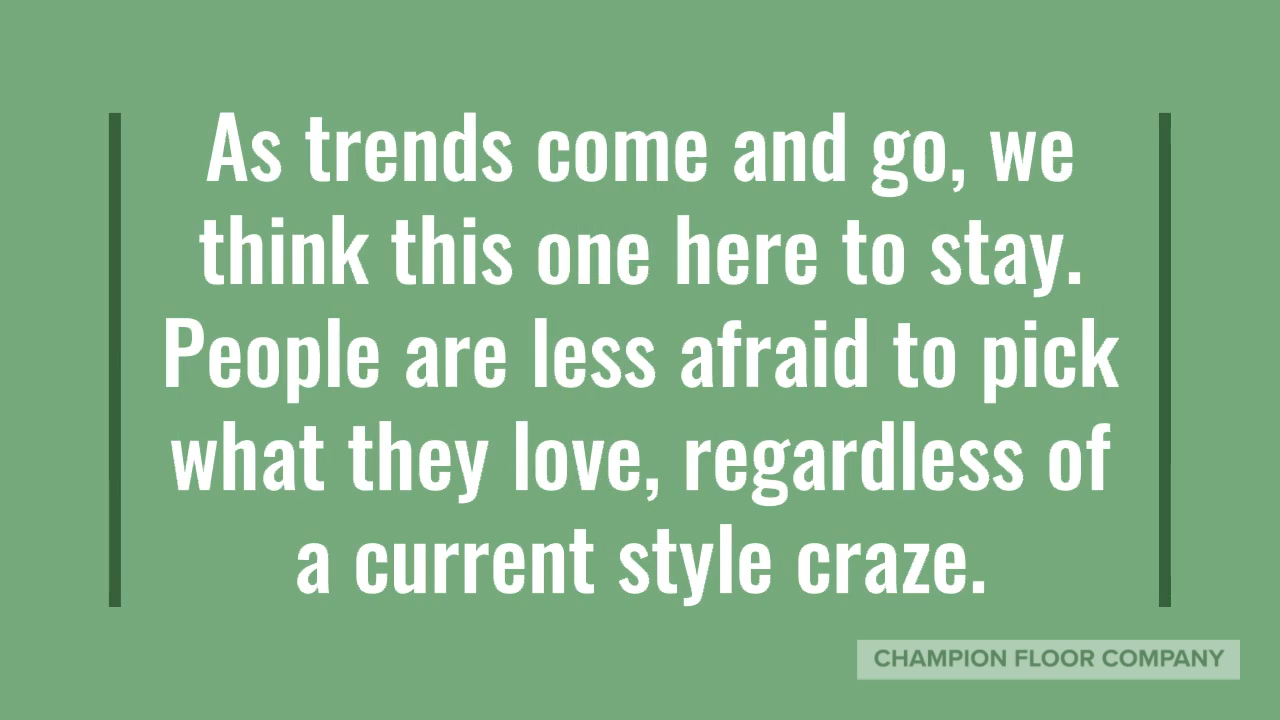 As trends come and go, we
think this one here to stay.
People are less afraid to pick
what they love, regardless of
a current style craze.
CHAMPION FLOOR COMPANY